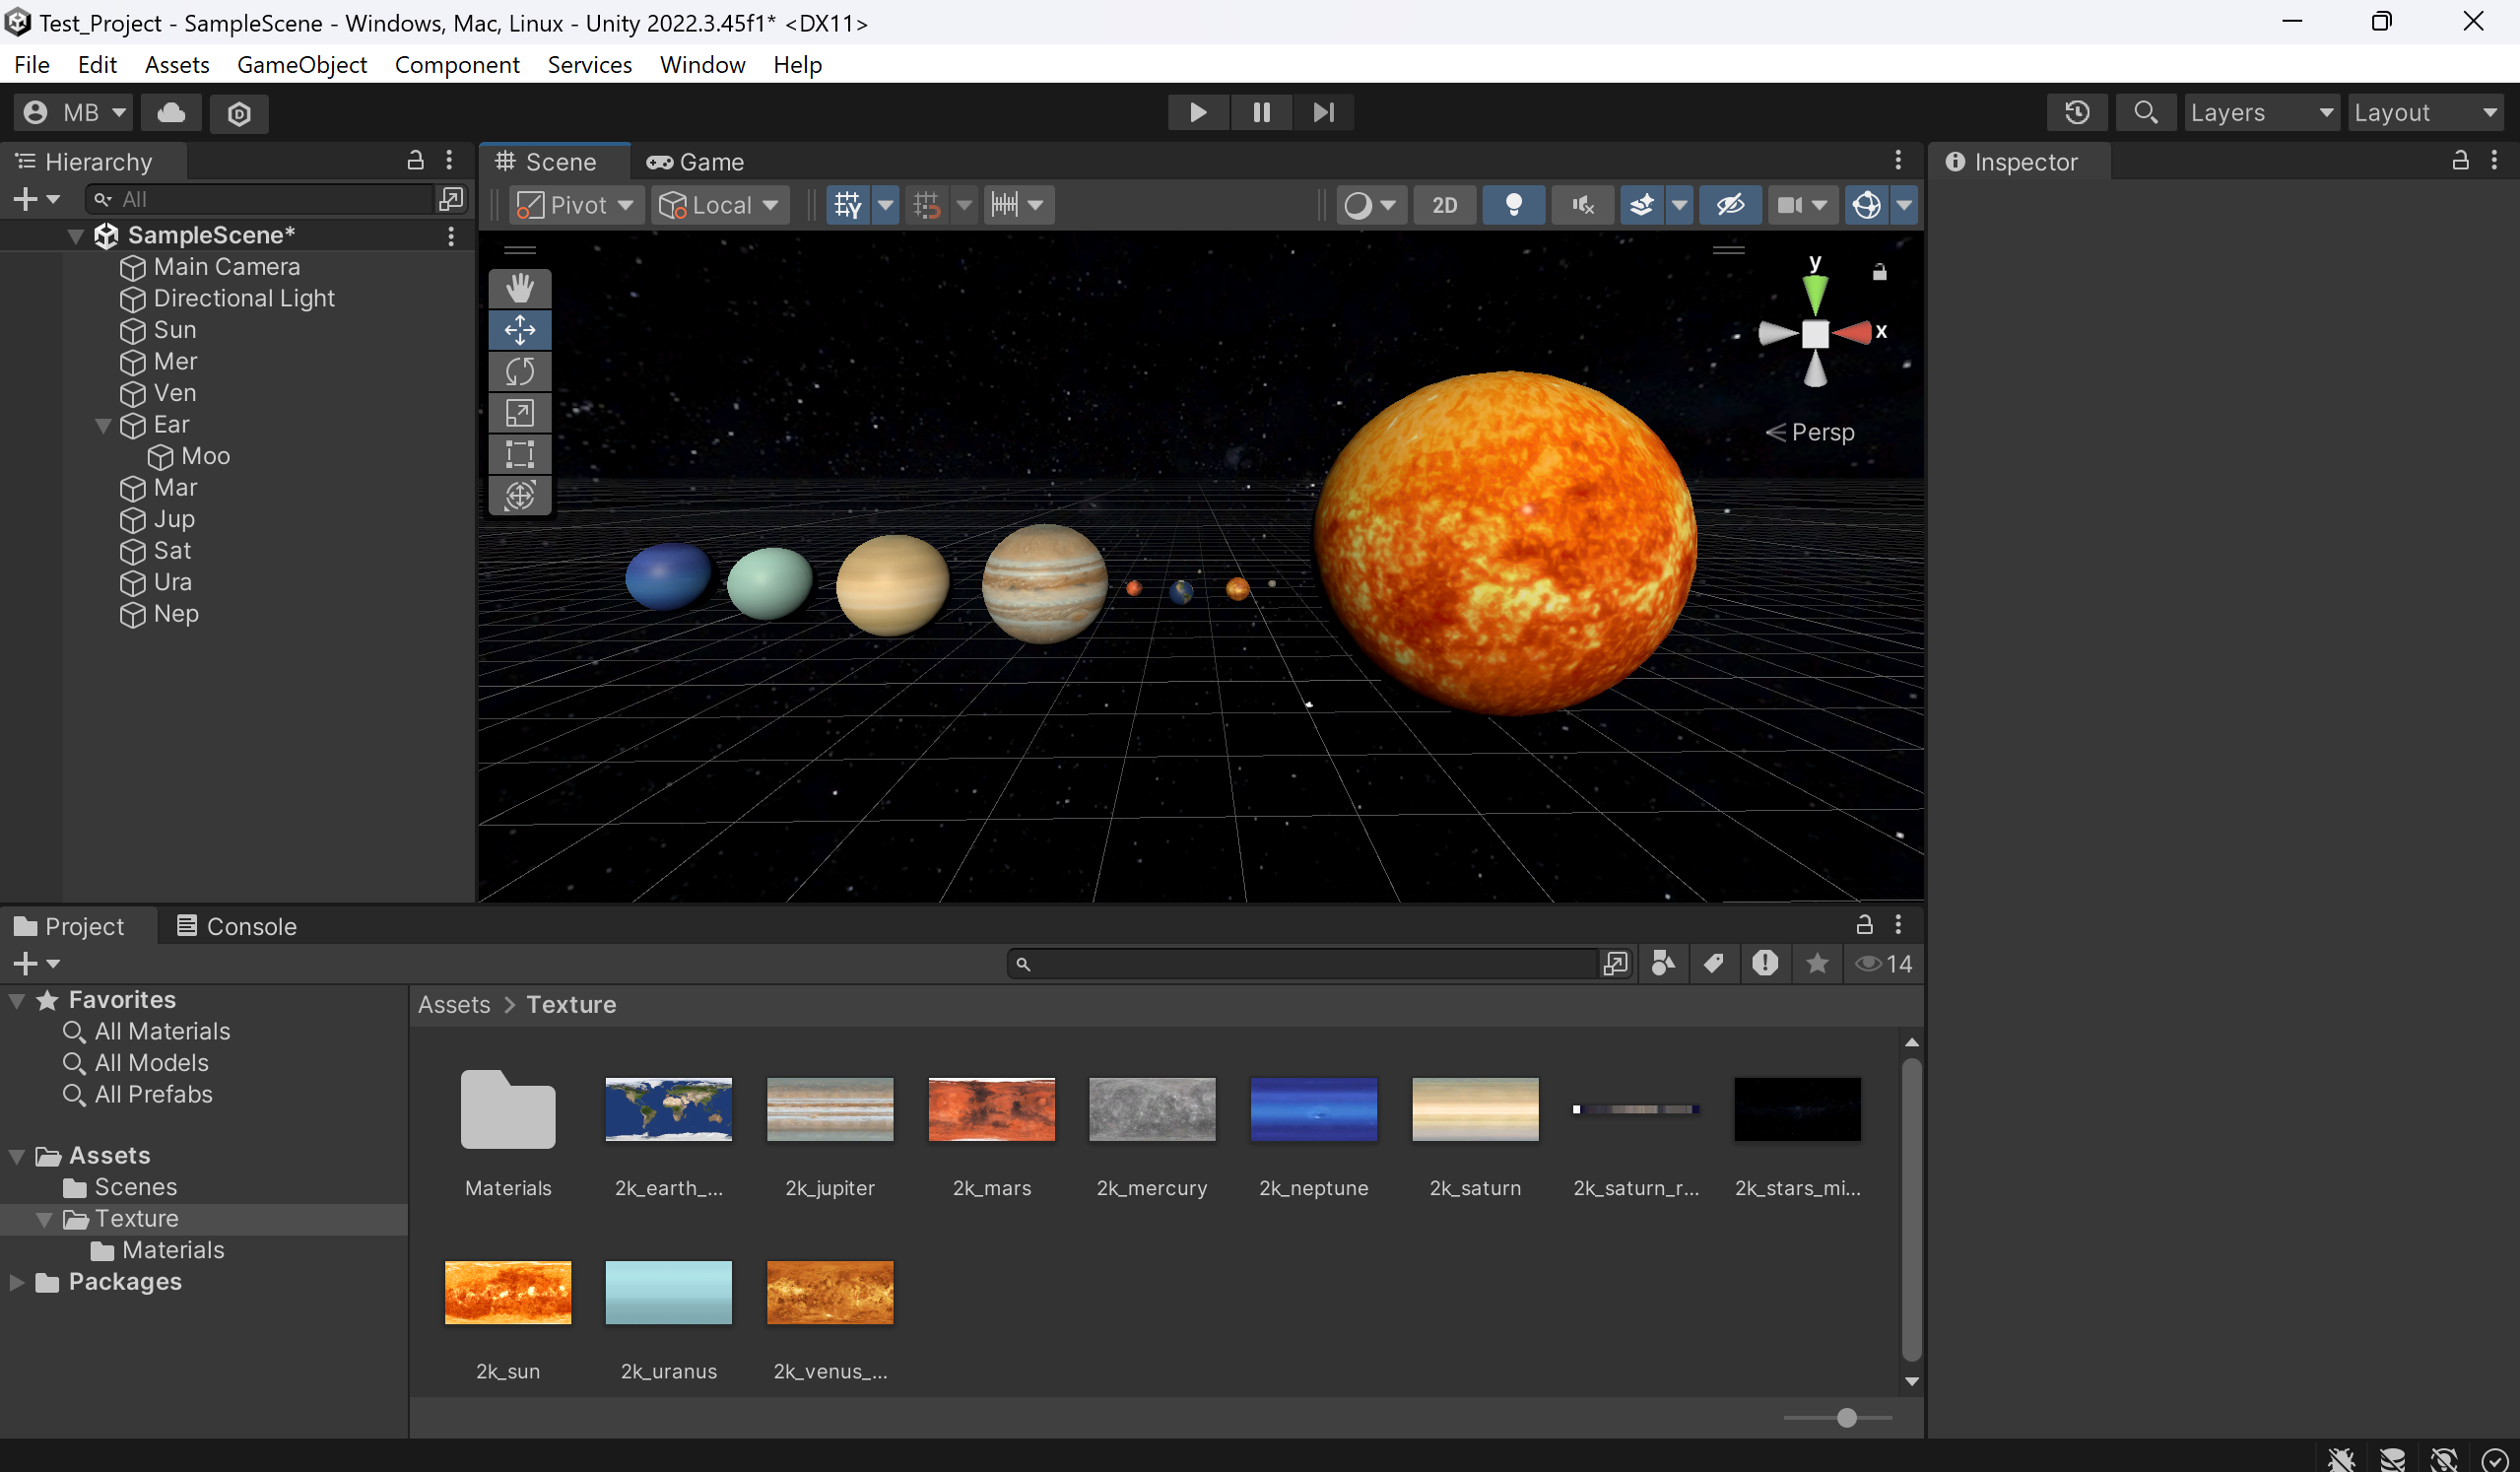 Test_Project - SampleScene - Windows, Mac, Linux - Unity 2022.3.45f1* <DX11>
File Edit Assets GameObject Component Services Window Help
MB
Layers
Layout
Hierarchy
All
SampleScene*
Main Camera
Directional Light
Sun
Mer
Ven
Ear
Moo
Mar
Jup
Sat
Ura
Nep
Scene
Game
Pivot
Local
2D
y
x
Persp
Inspector
Project
Console
14
Favorites
All Materials
All Models
All Prefabs
Assets
Scenes
Texture
Materials
Packages
Assets > Texture
Materials
2k_earth_...
2k_jupiter
2k_mars
2k_mercury
2k_neptune
2k_saturn
2k_saturn_r...
2k_stars_mi...
2k_sun
2k_uranus
2k_venus_...